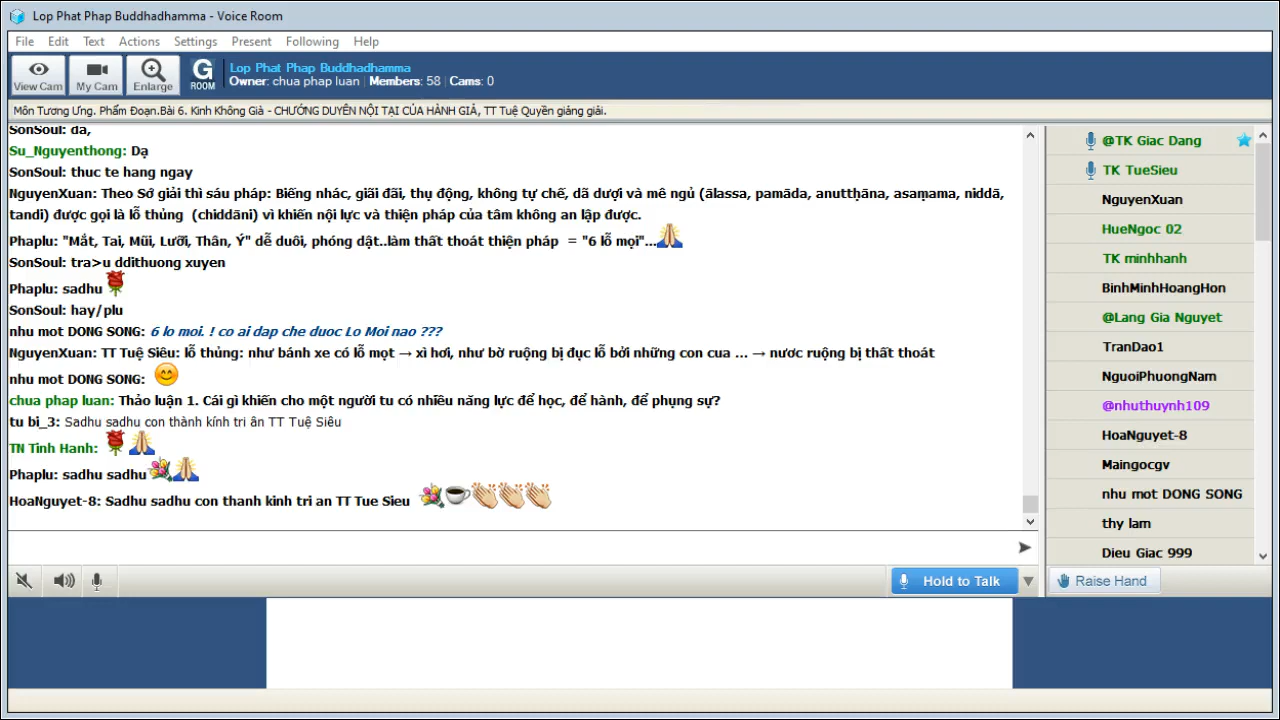 Lop Phat Phap Buddhadhamma - Voice Room
File Edit Text Actions Settings Present Following Help
View Cam
My Cam
Enlarge
G ROOM
Lop Phat Phap Buddhadhamma
Owner: chua phap luan | Members: 58 | Cams: 0
Môn Tương Ưng. Phẩm Đoạn.Bài 6. Kinh Không Già - CHƯỚNG DUYÊN NỘI TẠI CỦA HÀNH GIẢ, TT Tuệ Quyền giảng giải.
SonSoul: da,
Su_Nguyenthong: Dạ
SonSoul: thuc te hang ngay
NguyenXuan: Theo Sớ giải thì sáu pháp: Biếng nhác, giãi đãi, thụ động, không tự chế, dã dượi và mê ngủ (ālassa, pamāda, anutṭḥāna, asaṃama, niddā,
tandi) được gọi là lỗ thủng  (chiddāni) vì khiến nội lực và thiện pháp của tâm không an lập được.
Phaplu: "Mắt, Tai, Mũi, Lưỡi, Thân, Ý" dễ duôi, phóng dật..làm thất thoát thiện pháp  = "6 lỗ mọi"...
SonSoul: tra>u ddithuong xuyen
Phaplu: sadhu
SonSoul: hay/plu
nhu mot DONG SONG: 6 lo moi. ! co ai dap che duoc Lo Moi nao ???
NguyenXuan: TT Tuệ Siêu: lỗ thủng: như bánh xe có lỗ mọt → xì hơi, như bờ ruộng bị đục lỗ bởi những con cua ... → nươc ruộng bị thất thoát
nhu mot DONG SONG:
chua phap luan: Thảo luận 1. Cái gì khiến cho một người tu có nhiều năng lực để học, để hành, để phụng sự?
tu bi_3: Sadhu sadhu con thành kính tri ân TT Tuệ Siêu
TN Tinh Hanh:
Phaplu: sadhu sadhu
HoaNguyet-8: Sadhu sadhu con thanh kinh tri an TT Tue Sieu
Hold to Talk
@TK Giac Dang
TK TueSieu
NguyenXuan
HueNgoc 02
TK minhhanh
BinhMinhHoangHon
@Lang Gia Nguyet
TranDao1
NguoiPhuongNam
@nhuthuynh109
HoaNguyet-8
Maingocgv
nhu mot DONG SONG
thy lam
Dieu Giac 999
Raise Hand